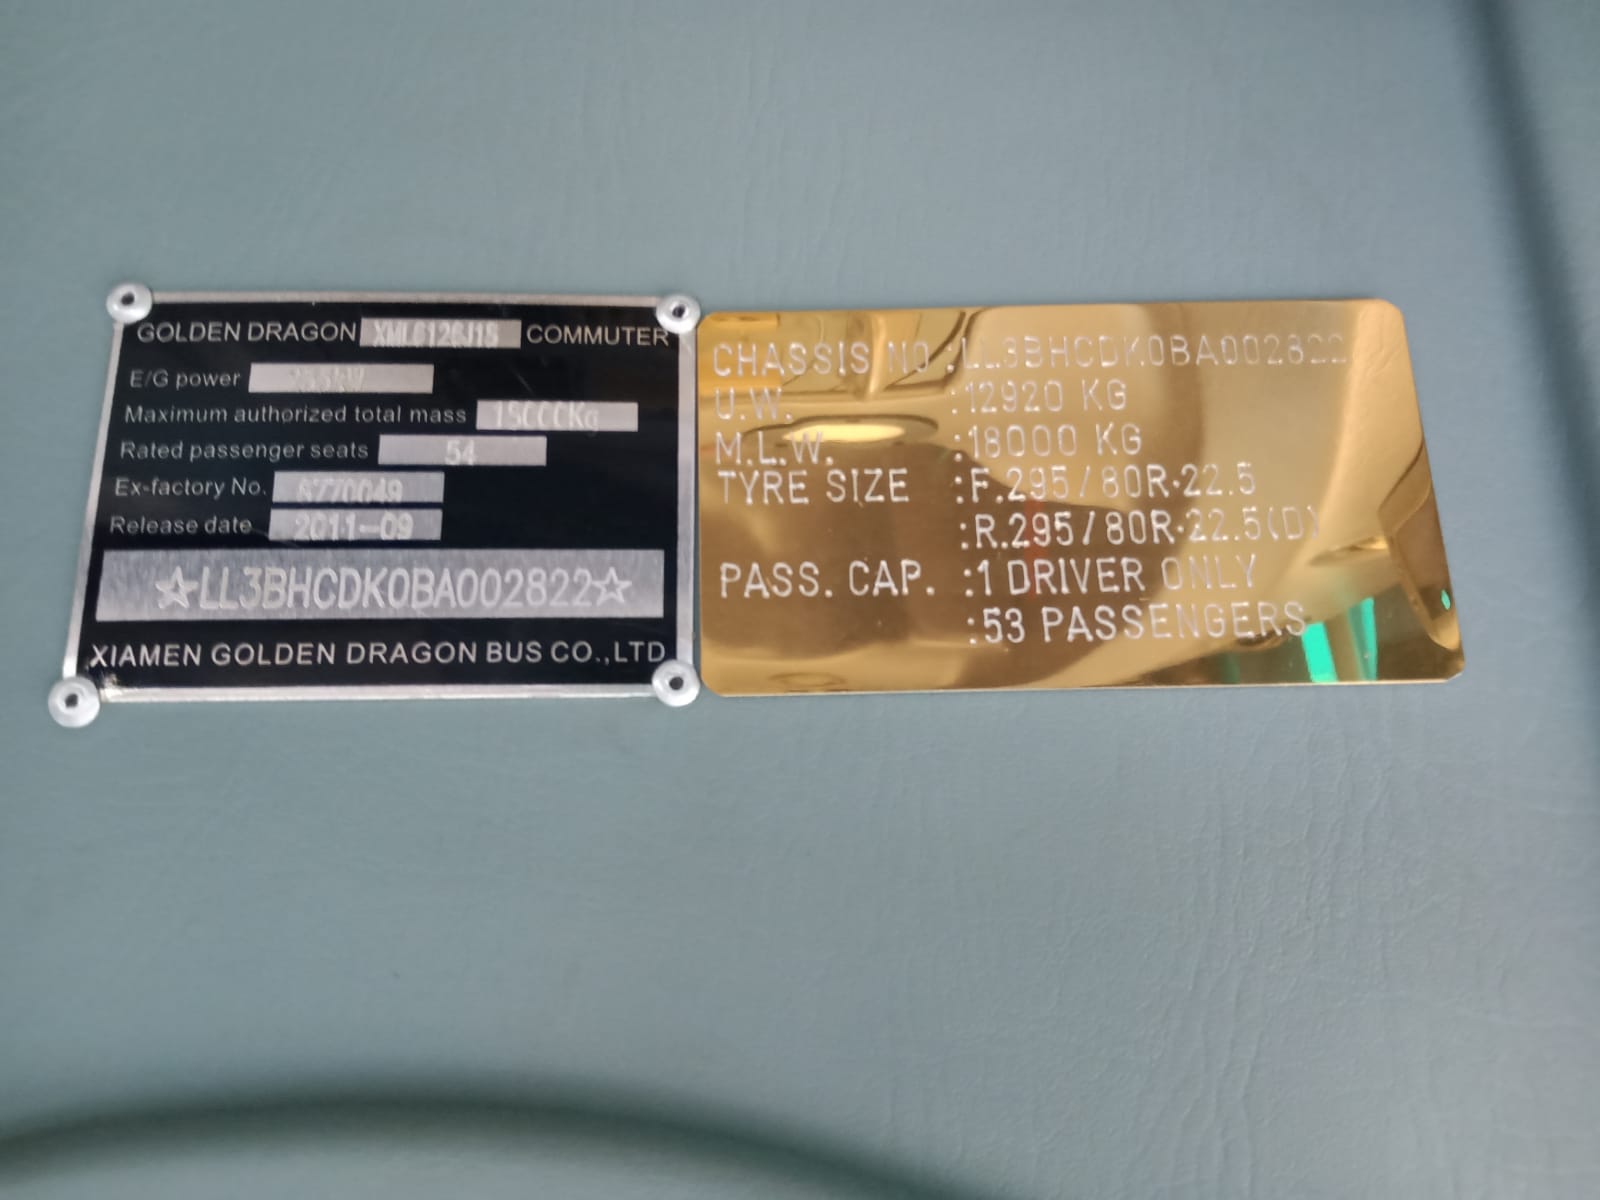 GOLDEN DRAGON XML6126J15 COMMUTER
E/G power
Maximum authorized total mass
Rated passenger seats 54
Ex-factory No. 6770049
Release date 2011-09
☆LL3BHCDK0BA002822☆
XIAMEN GOLDEN DRAGON BUS CO.,LTD
CHASSIS NO :LL3BHCDK0BA002822
U.W. :12920 KG
M.L.W. :18000 KG
TYRE SIZE :F.295/80R·22.5
:R.295/80R·22.5(D)
PASS. CAP. :1 DRIVER ONLY
:53 PASSENGERS